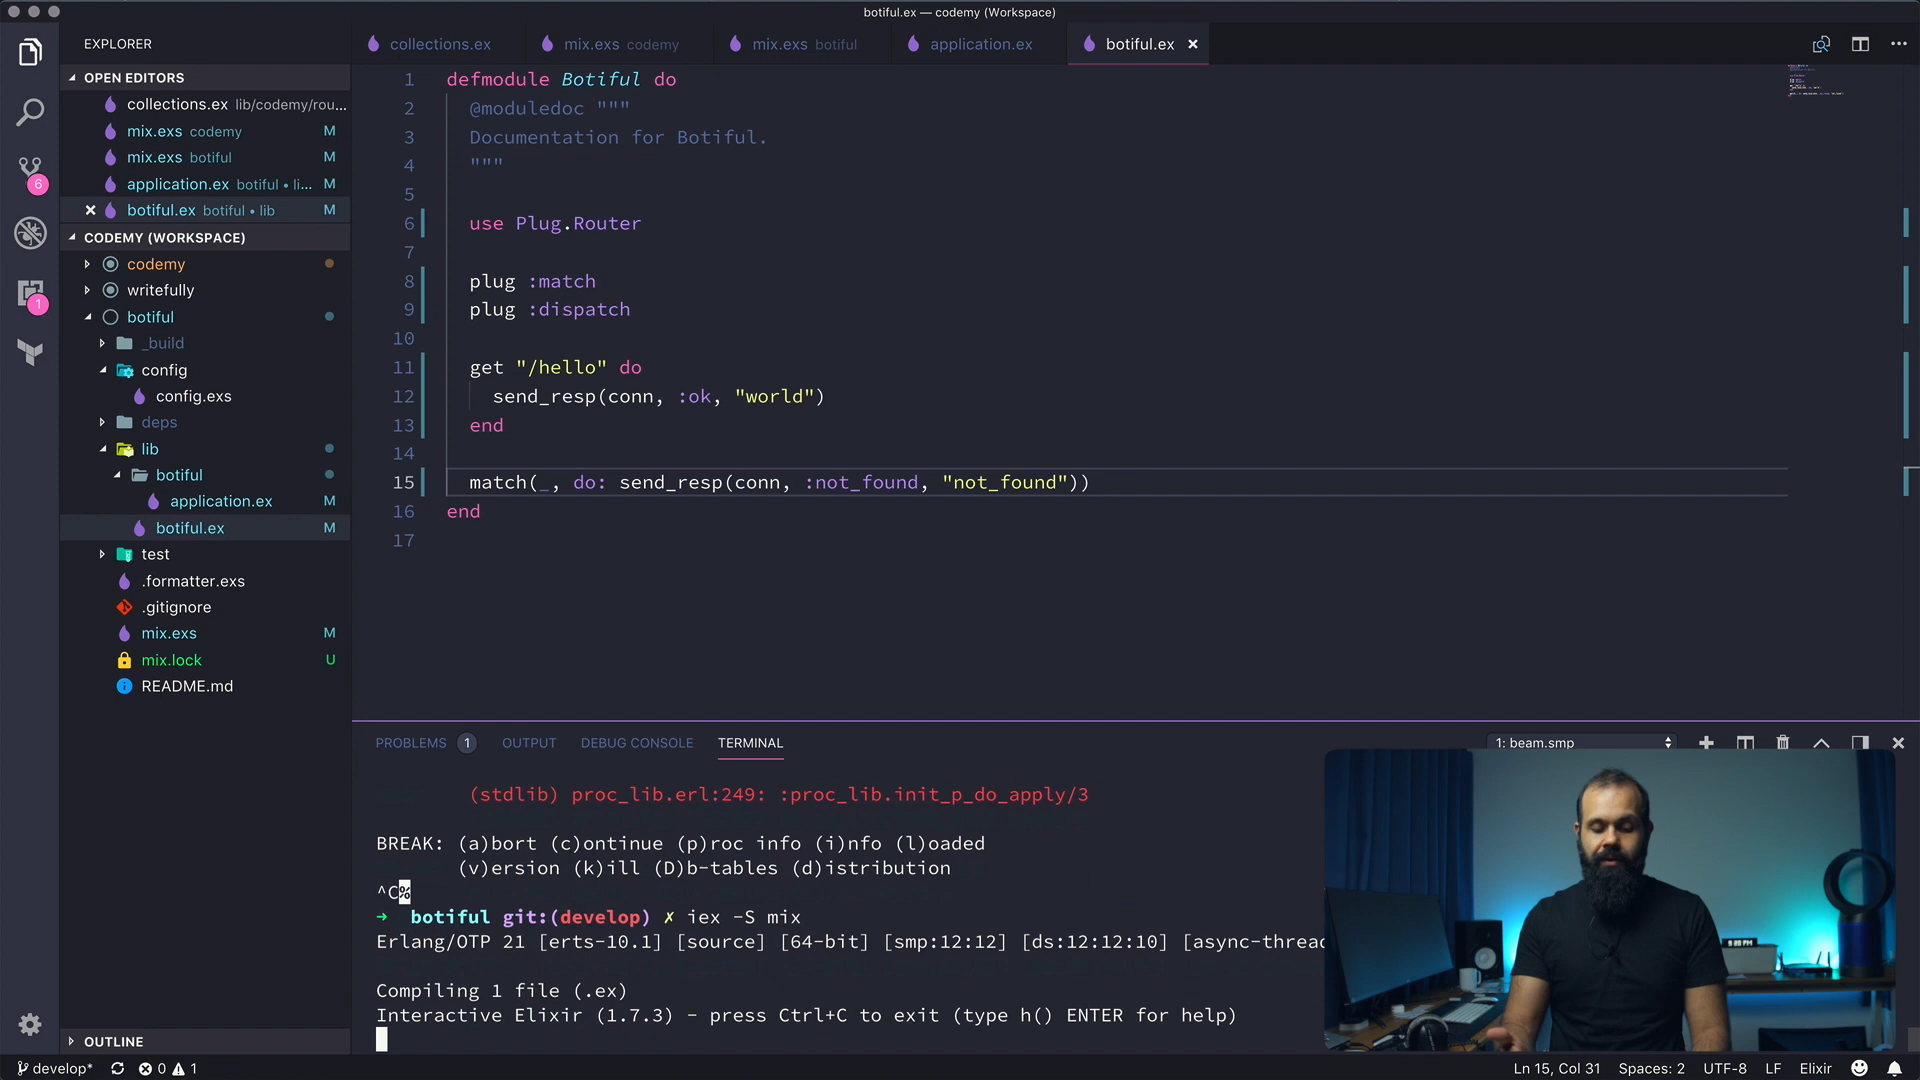 botiful.ex — codemy (Workspace)
EXPLORER
OPEN EDITORS
collections.ex lib/codemy/rou...
mix.exs codemy M
mix.exs botiful M
application.ex botiful • li... M
botiful.ex botiful • lib M
CODEMY (WORKSPACE)
codemy
writefully
botiful
_build
config
config.exs
deps
lib
botiful
application.ex M
botiful.ex M
test
.formatter.exs
.gitignore
mix.exs M
mix.lock U
README.md
OUTLINE
6
1
collections.ex
mix.exs codemy
mix.exs botiful
application.ex
botiful.ex
1 defmodule Botiful do
2 @moduledoc """
3 Documentation for Botiful.
4 """
5
6 use Plug.Router
7
8 plug :match
9 plug :dispatch
10
11 get "/hello" do
12 send_resp(conn, :ok, "world")
13 end
14
15 match(_, do: send_resp(conn, :not_found, "not_found"))
16 end
17
PROBLEMS 1 OUTPUT DEBUG CONSOLE TERMINAL 1: beam.smp
(stdlib) proc_lib.erl:249: :proc_lib.init_p_do_apply/3
BREAK: (a)bort (c)ontinue (p)roc info (i)nfo (l)oaded
(v)ersion (k)ill (D)b-tables (d)istribution
^C%
➜ botiful git:(develop) ✗ iex -S mix
Erlang/OTP 21 [erts-10.1] [source] [64-bit] [smp:12:12] [ds:12:12:10] [async-thread
Compiling 1 file (.ex)
Interactive Elixir (1.7.3) - press Ctrl+C to exit (type h() ENTER for help)
develop* 0 1 Ln 15, Col 31 Spaces: 2 UTF-8 LF Elixir